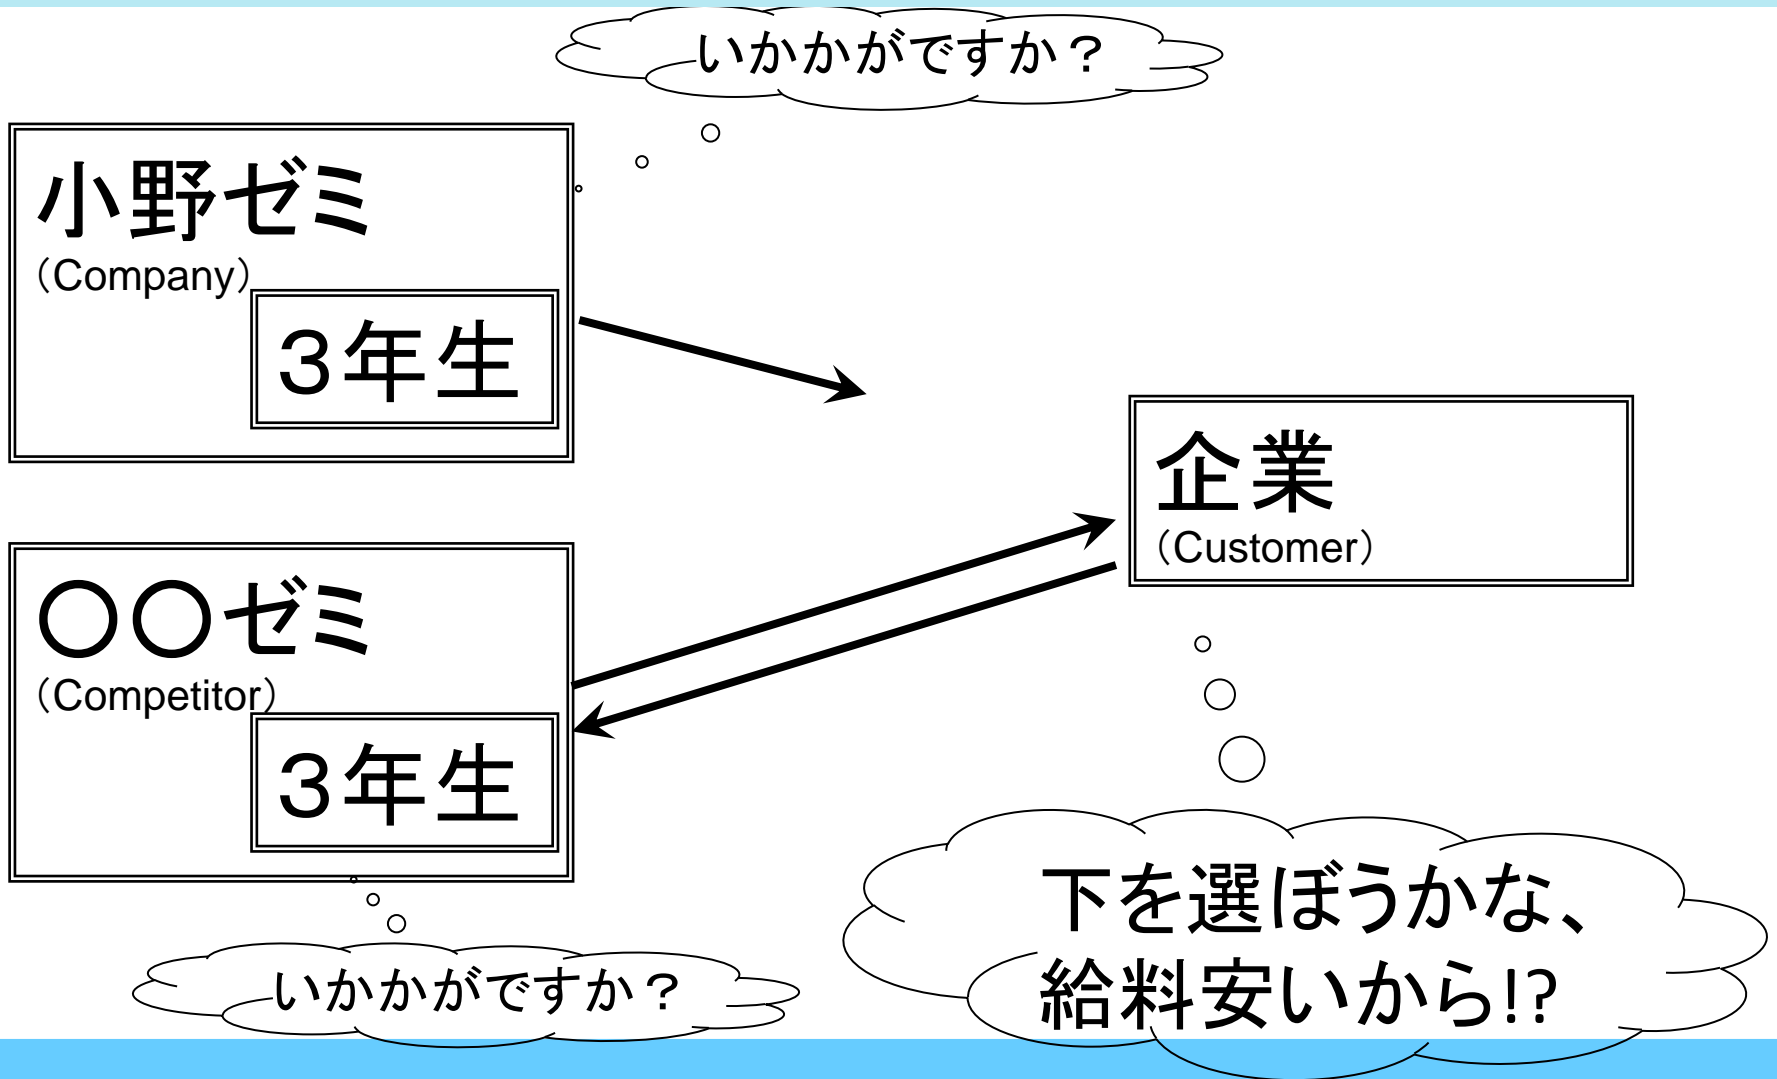 いかかがですか？
小野ゼミ
（Company）
３年生
企業
（Customer）
〇〇ゼミ
（Competitor）
３年生
下を選ぼうかな、
給料安いから!?
いかかがですか？